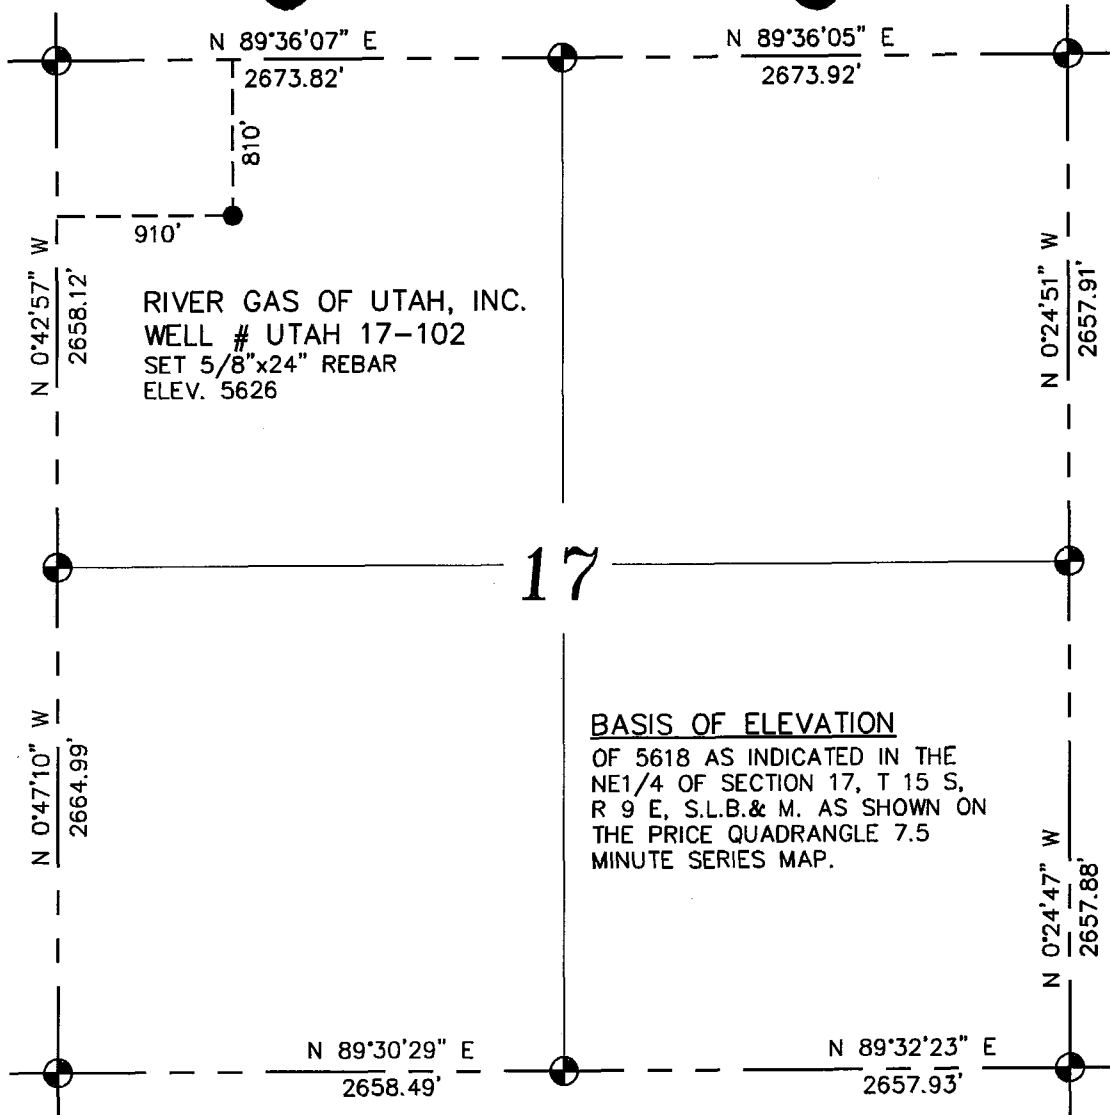 N 89°36'07" E
2673.82'
N 89°36'05" E
2673.92'
810'
910'
N 0°42'57" W
2658.12'
N 0°24'51" W
2657.91'
RIVER GAS OF UTAH, INC.
WELL # UTAH 17-102
SET 5/8"x24" REBAR
ELEV. 5626
17
N 0°47'10" W
2664.99'
BASIS OF ELEVATION
OF 5618 AS INDICATED IN THE
NE1/4 OF SECTION 17, T 15 S,
R 9 E, S.L.B.& M. AS SHOWN ON
THE PRICE QUADRANGLE 7.5
MINUTE SERIES MAP.
N 0°24'47" W
2657.88'
N 89°30'29" E
2658.49'
N 89°32'23" E
2657.93'